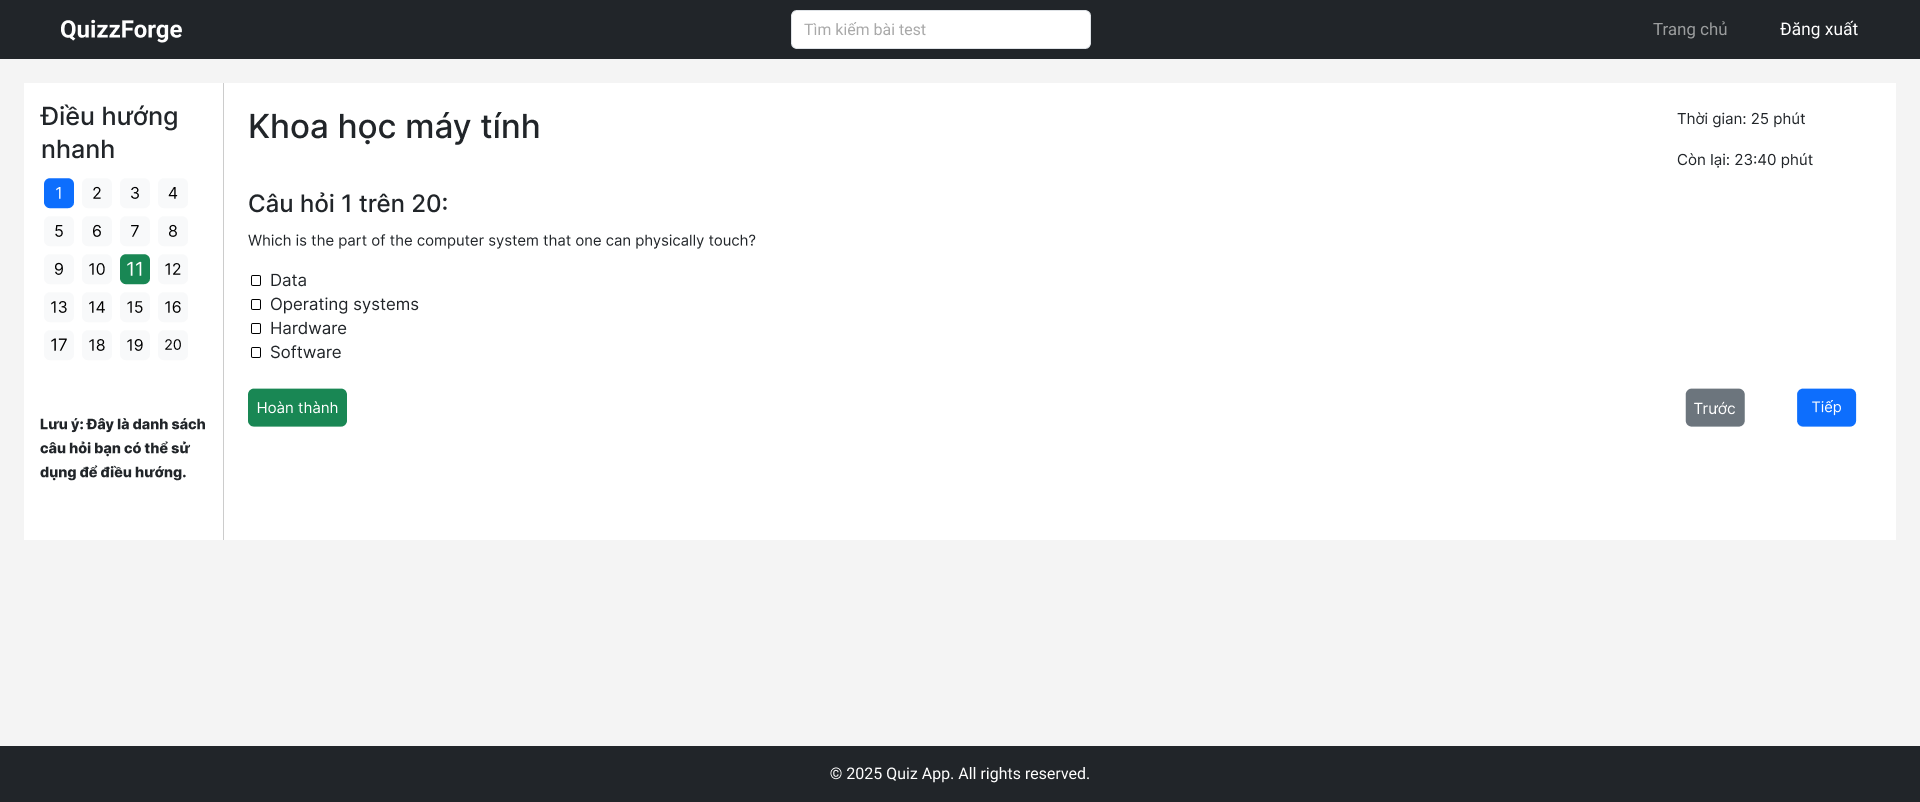 QuizzForge
Tìm kiếm bài test
Trang chủ
Đăng xuất
Điều hướng
nhanh
1 2 3 4
5 6 7 8
9 10 11 12
13 14 15 16
17 18 19 20
Lưu ý: Đây là danh sách
câu hỏi bạn có thể sử
dụng để điều hướng.
Khoa học máy tính
Thời gian: 25 phút
Còn lại: 23:40 phút
Câu hỏi 1 trên 20:
Which is the part of the computer system that one can physically touch?
Data
Operating systems
Hardware
Software
Hoàn thành
Trước
Tiếp
© 2025 Quiz App. All rights reserved.